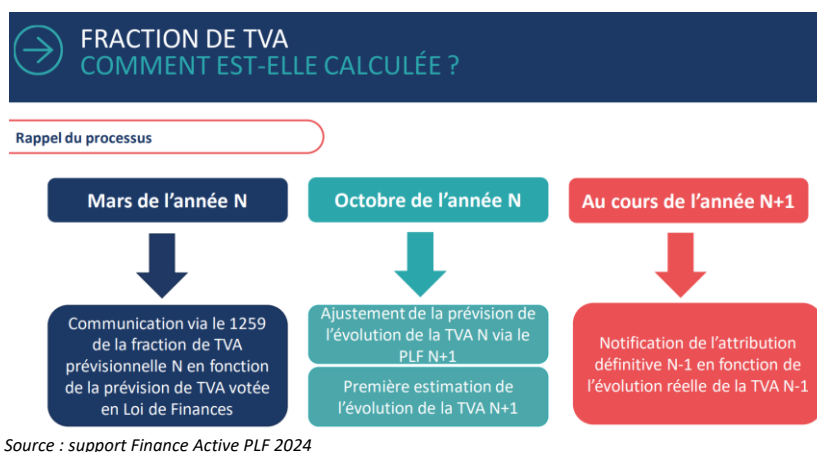 FRACTION DE TVA
COMMENT EST-ELLE CALCULÉE ?
Rappel du processus
Mars de l'année N
Octobre de l'année N
Au cours de l'année N+1
Communication via le 1259
de la fraction de TVA
prévisionnelle N en fonction
de la prévision de TVA votée
en Loi de Finances
Ajustement de la prévision de
l'évolution de la TVA N via le
PLF N+1
Première estimation de
l'évolution de la TVA N+1
Notification de l'attribution
définitive N-1 en fonction de
l'évolution réelle de la TVA N-1
Source : support Finance Active PLF 2024